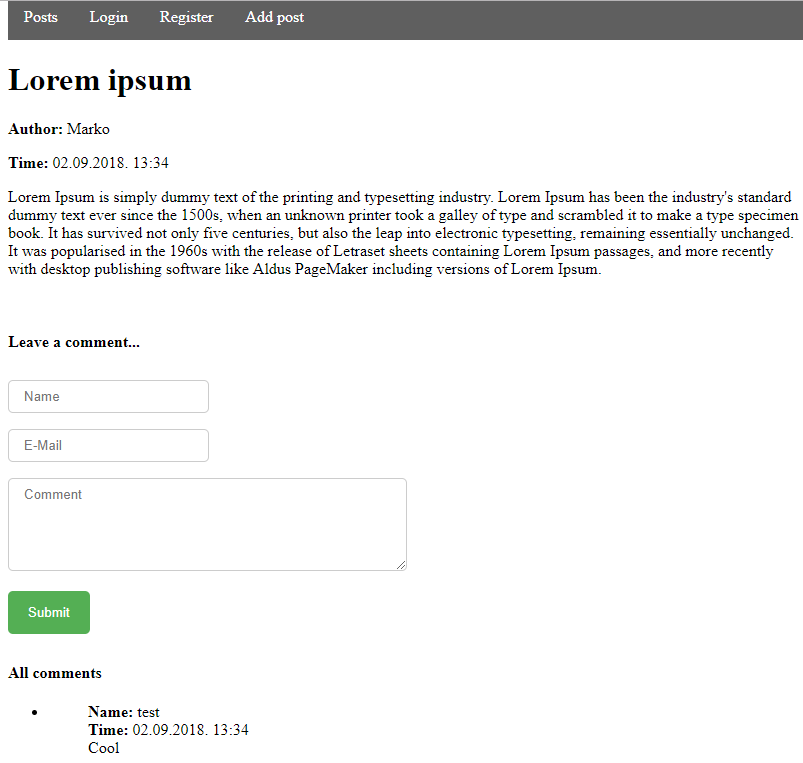 Posts Login Register Add post
Lorem ipsum
Author: Marko
Time: 02.09.2018. 13:34
Lorem Ipsum is simply dummy text of the printing and typesetting industry. Lorem Ipsum has been the industry's standard
dummy text ever since the 1500s, when an unknown printer took a galley of type and scrambled it to make a type specimen
book. It has survived not only five centuries, but also the leap into electronic typesetting, remaining essentially unchanged.
It was popularised in the 1960s with the release of Letraset sheets containing Lorem Ipsum passages, and more recently
with desktop publishing software like Aldus PageMaker including versions of Lorem Ipsum.
Leave a comment...
Name
E-Mail
Comment
Submit
All comments
• Name: test
Time: 02.09.2018. 13:34
Cool